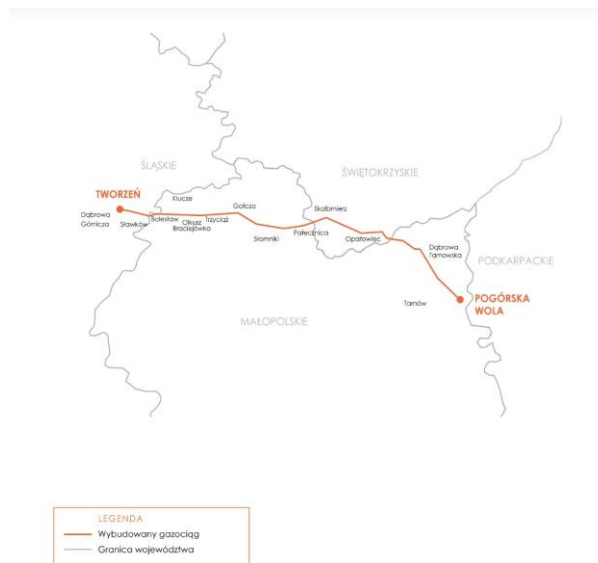 ŚLĄSKIE
ŚWIĘTOKRZYSKIE
TWORZEŃ
Klucze
Gołcza
Skalbmierz
Dąbrowa
Górnicza
Sławków
Bolesław
Olkusz
Braciejówka
Trzyciąż
Słomniki
Pałecznica
Opatowiec
Dąbrowa
Tarnowska
PODKARPACKIE
Tarnów
POGÓRSKA
WOLA
MAŁOPOLSKIE
LEGENDA
Wybudowany gazociąg
Granica województwa